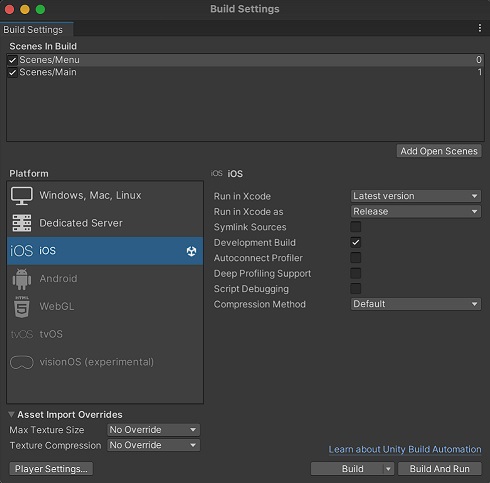 Build Settings
Build Settings
Scenes In Build
Scenes/Menu 0
Scenes/Main 1
Add Open Scenes
Platform
Windows, Mac, Linux
Dedicated Server
iOS iOS
Android
HTML 5 WebGL
tvOS tvOS
visionOS (experimental)
iOS iOS
Run in Xcode Latest version
Run in Xcode as Release
Symlink Sources
Development Build
Autoconnect Profiler
Deep Profiling Support
Script Debugging
Compression Method Default
Asset Import Overrides
Max Texture Size No Override
Texture Compression No Override
Learn about Unity Build Automation
Player Settings...
Build
Build And Run